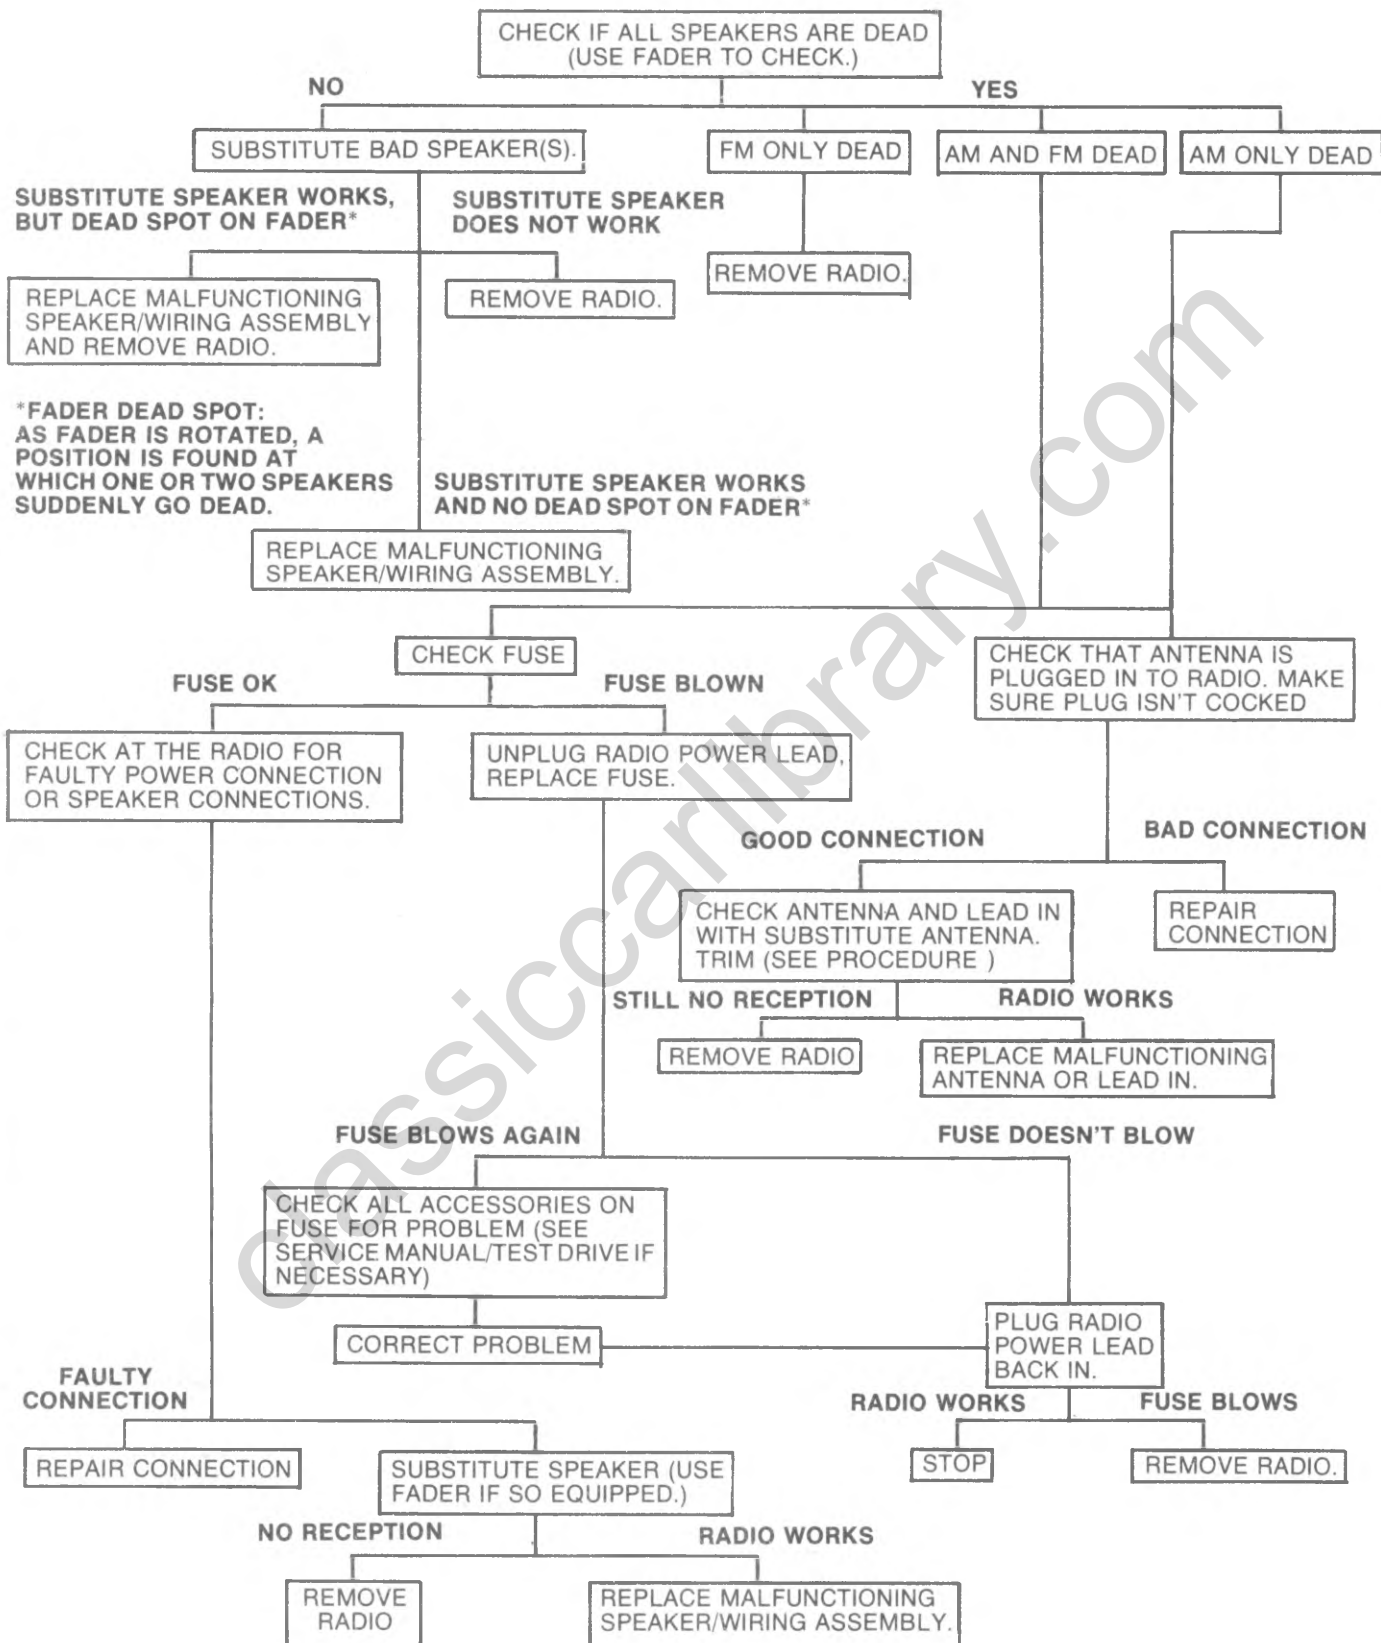 CHECK IF ALL SPEAKERS ARE DEAD
(USE FADER TO CHECK.)
NO
YES
SUBSTITUTE BAD SPEAKER(S).
FM ONLY DEAD
AM AND FM DEAD
AM ONLY DEAD
SUBSTITUTE SPEAKER WORKS,
BUT DEAD SPOT ON FADER*
SUBSTITUTE SPEAKER
DOES NOT WORK
REPLACE MALFUNCTIONING
SPEAKER/WIRING ASSEMBLY
AND REMOVE RADIO.
REMOVE RADIO.
REMOVE RADIO.
*FADER DEAD SPOT:
AS FADER IS ROTATED, A
POSITION IS FOUND AT
WHICH ONE OR TWO SPEAKERS
SUDDENLY GO DEAD.
SUBSTITUTE SPEAKER WORKS
AND NO DEAD SPOT ON FADER*
REPLACE MALFUNCTIONING
SPEAKER/WIRING ASSEMBLY.
CHECK FUSE
CHECK THAT ANTENNA IS
PLUGGED IN TO RADIO. MAKE
SURE PLUG ISN'T COCKED
FUSE OK
FUSE BLOWN
CHECK AT THE RADIO FOR
FAULTY POWER CONNECTION
OR SPEAKER CONNECTIONS.
UNPLUG RADIO POWER LEAD,
REPLACE FUSE.
GOOD CONNECTION
BAD CONNECTION
CHECK ANTENNA AND LEAD IN
WITH SUBSTITUTE ANTENNA.
TRIM (SEE PROCEDURE )
REPAIR
CONNECTION
STILL NO RECEPTION
RADIO WORKS
REMOVE RADIO
REPLACE MALFUNCTIONING
ANTENNA OR LEAD IN.
FUSE BLOWS AGAIN
FUSE DOESN'T BLOW
CHECK ALL ACCESSORIES ON
FUSE FOR PROBLEM (SEE
SERVICE MANUAL/TEST DRIVE IF
NECESSARY)
CORRECT PROBLEM
PLUG RADIO
POWER LEAD
BACK IN.
FAULTY
CONNECTION
RADIO WORKS
FUSE BLOWS
REPAIR CONNECTION
SUBSTITUTE SPEAKER (USE
FADER IF SO EQUIPPED.)
STOP
REMOVE RADIO.
NO RECEPTION
RADIO WORKS
REMOVE
RADIO
REPLACE MALFUNCTIONING
SPEAKER/WIRING ASSEMBLY.
classiccarlibrary.com